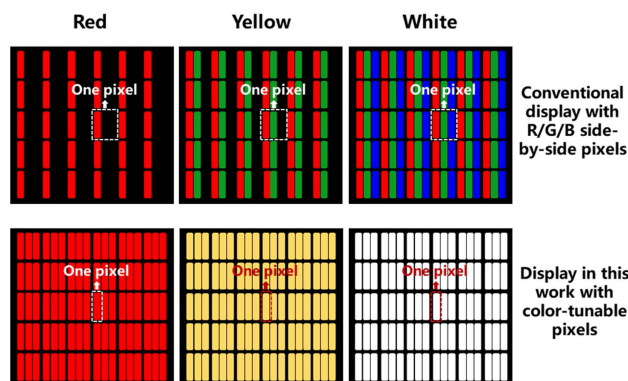 Red
Yellow
White
One pixel
One pixel
One pixel
Conventional
display with
R/G/B side-
by-side pixels
One pixel
One pixel
One pixel
Display in this
work with
color-tunable
pixels